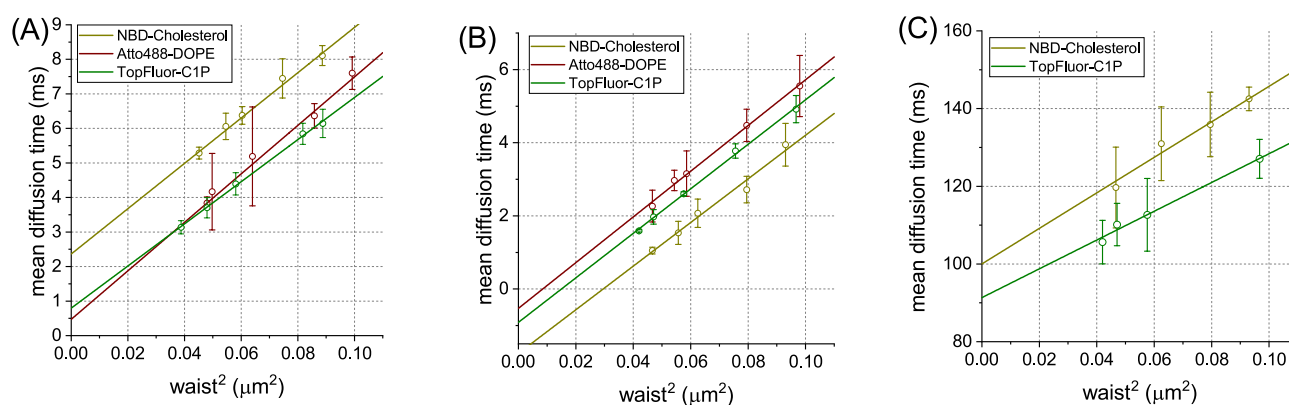 (A)
NBD-Cholesterol
Atto488-DOPE
TopFluor-C1P
mean diffusion time (ms)
9
8
7
6
5
4
3
2
1
0
0.00 0.02 0.04 0.06 0.08 0.10
waist² (μm²)
(B)
NBD-Cholesterol
Atto488-DOPE
TopFluor-C1P
mean diffusion time (ms)
6
4
2
0
0.00 0.02 0.04 0.06 0.08 0.10
waist² (μm²)
(C)
NBD-Cholesterol
TopFluor-C1P
mean diffusion time (ms)
160
140
120
100
80
0.00 0.02 0.04 0.06 0.08 0.10
waist² (μm²)